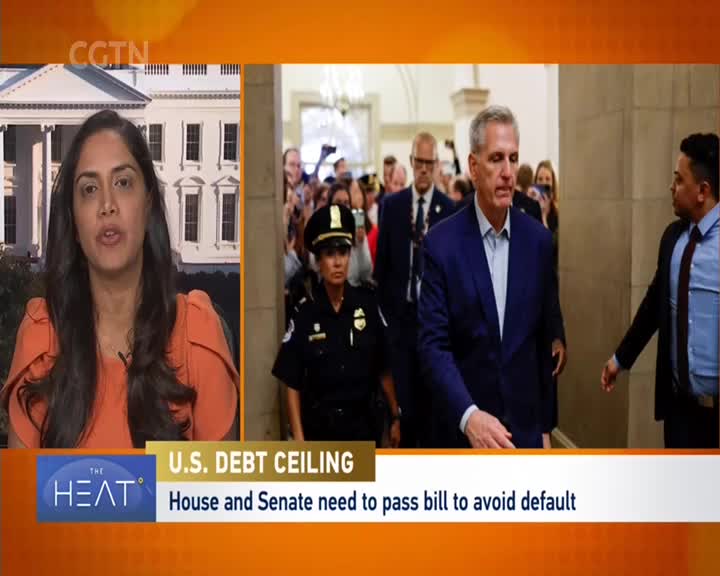 CGTN
U.S. DEBT CEILING
THE
HEAT
House and Senate need to pass bill to avoid default